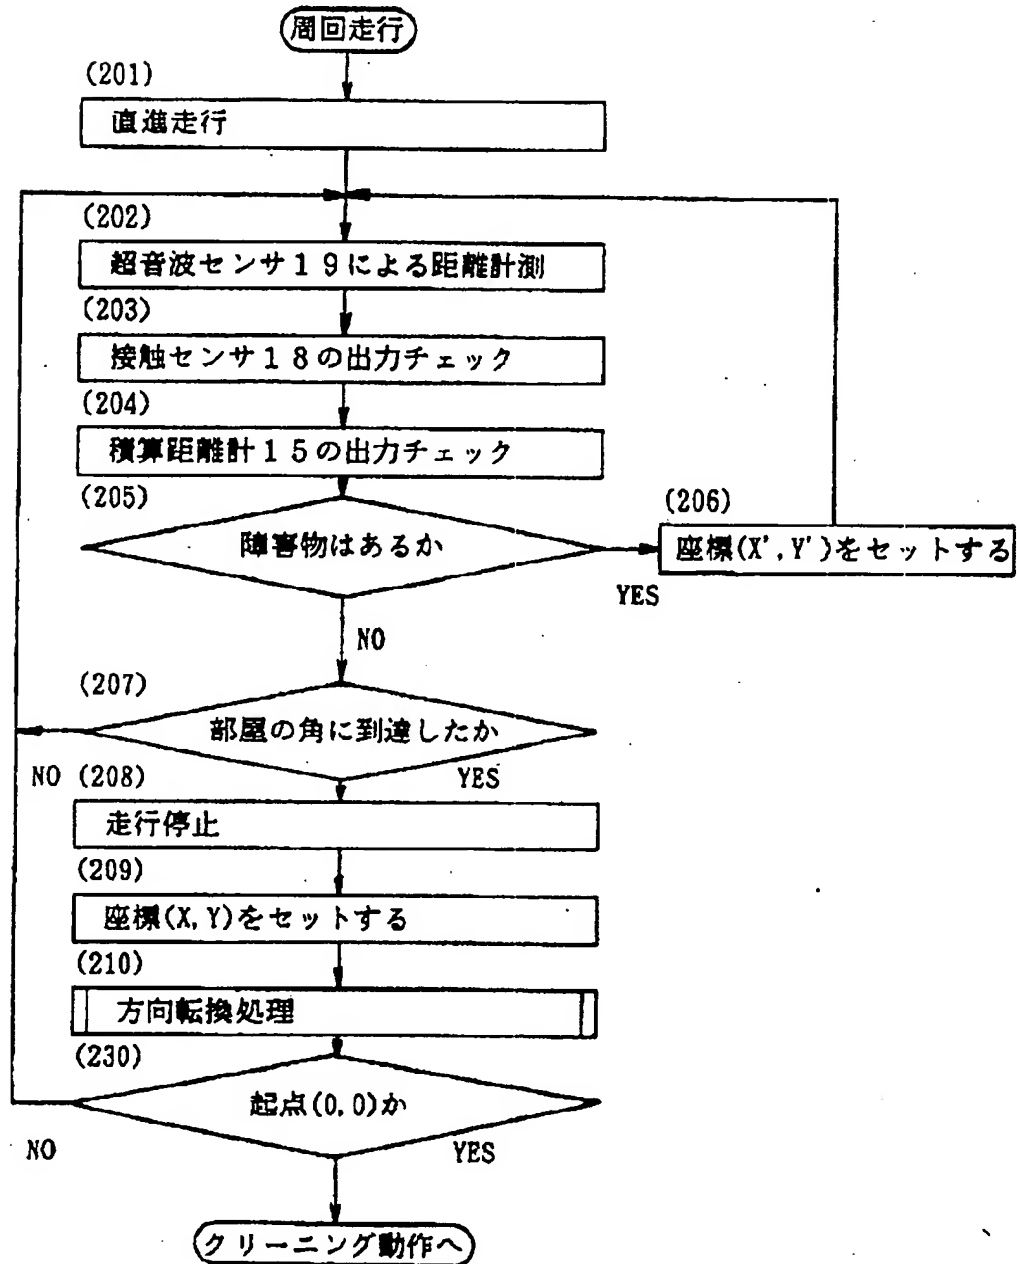 周回走行
(201)
直進走行
(202)
超音波センサ19による距離計測
(203)
接触センサ18の出力チェック
(204)
積算距離計15の出力チェック
(205)
障害物はあるか
(206)
座標(X',Y')をセットする
YES
NO
(207)
部屋の角に到達したか
NO
(208)
YES
走行停止
(209)
座標(X,Y)をセットする
(210)
方向転換処理
(230)
起点(0,0)か
NO
YES
クリーニング動作へ